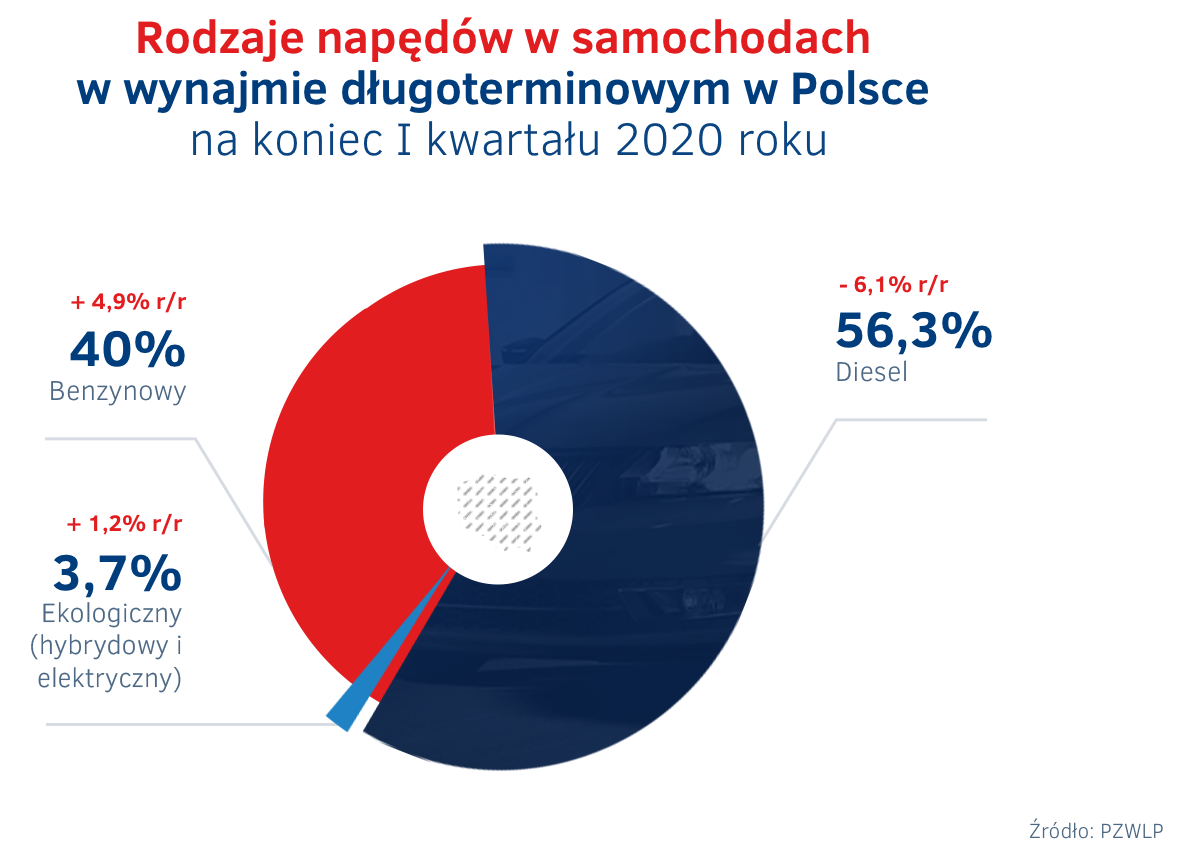 Rodzaje napędów w samochodach
w wynajmie długoterminowym w Polsce
na koniec I kwartału 2020 roku
+ 4,9% r/r
40%
Benzynowy
- 6,1% r/r
56,3%
Diesel
+ 1,2% r/r
3,7%
Ekologiczny
(hybrydowy i
elektryczny)
Źródło: PZWLP